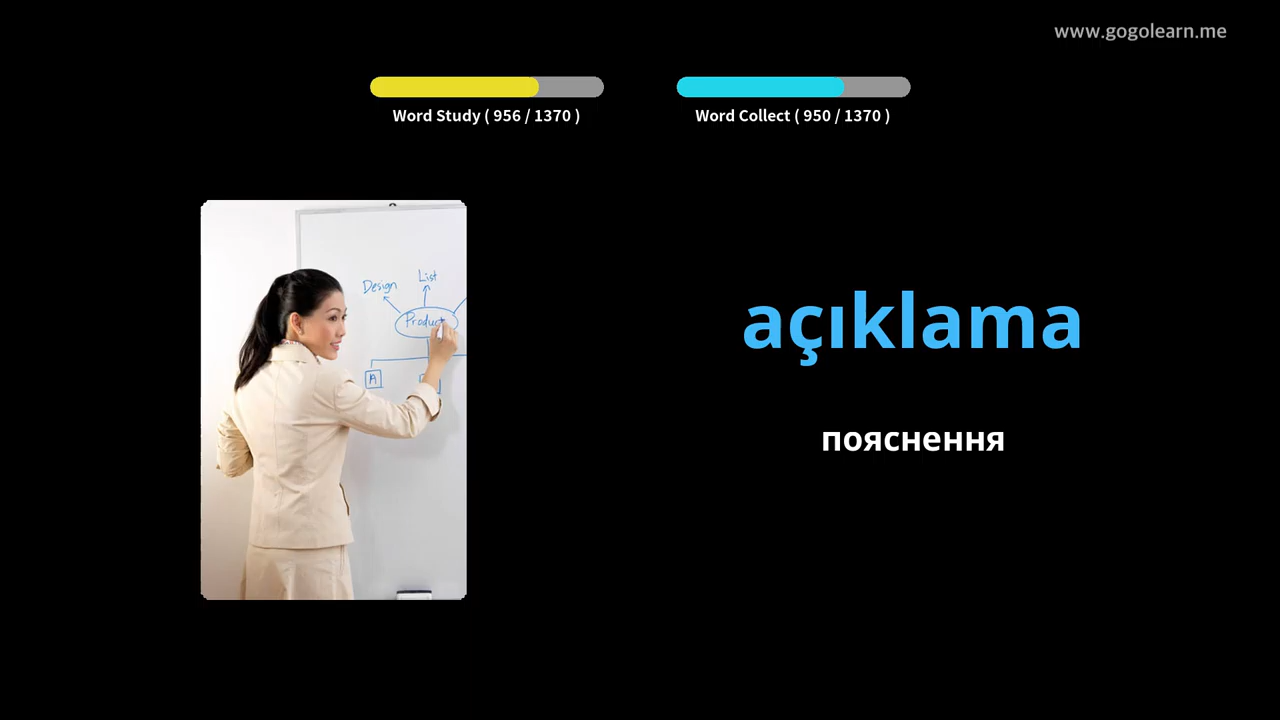 www.gogolearn.me
Word Study ( 956 / 1370 )
Word Collect ( 950 / 1370 )
Design
List
Product
A
açıklama
пояснення